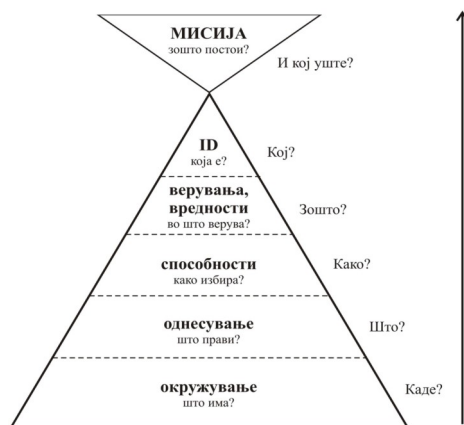 МИСИЈА
зошто постои?
И кој уште?
ID
која е?
Кој?
верувања,
вредности
во што верува?
Зошто?
способности
како избира?
Како?
однесување
што прави?
Што?
окружување
што има?
Каде?